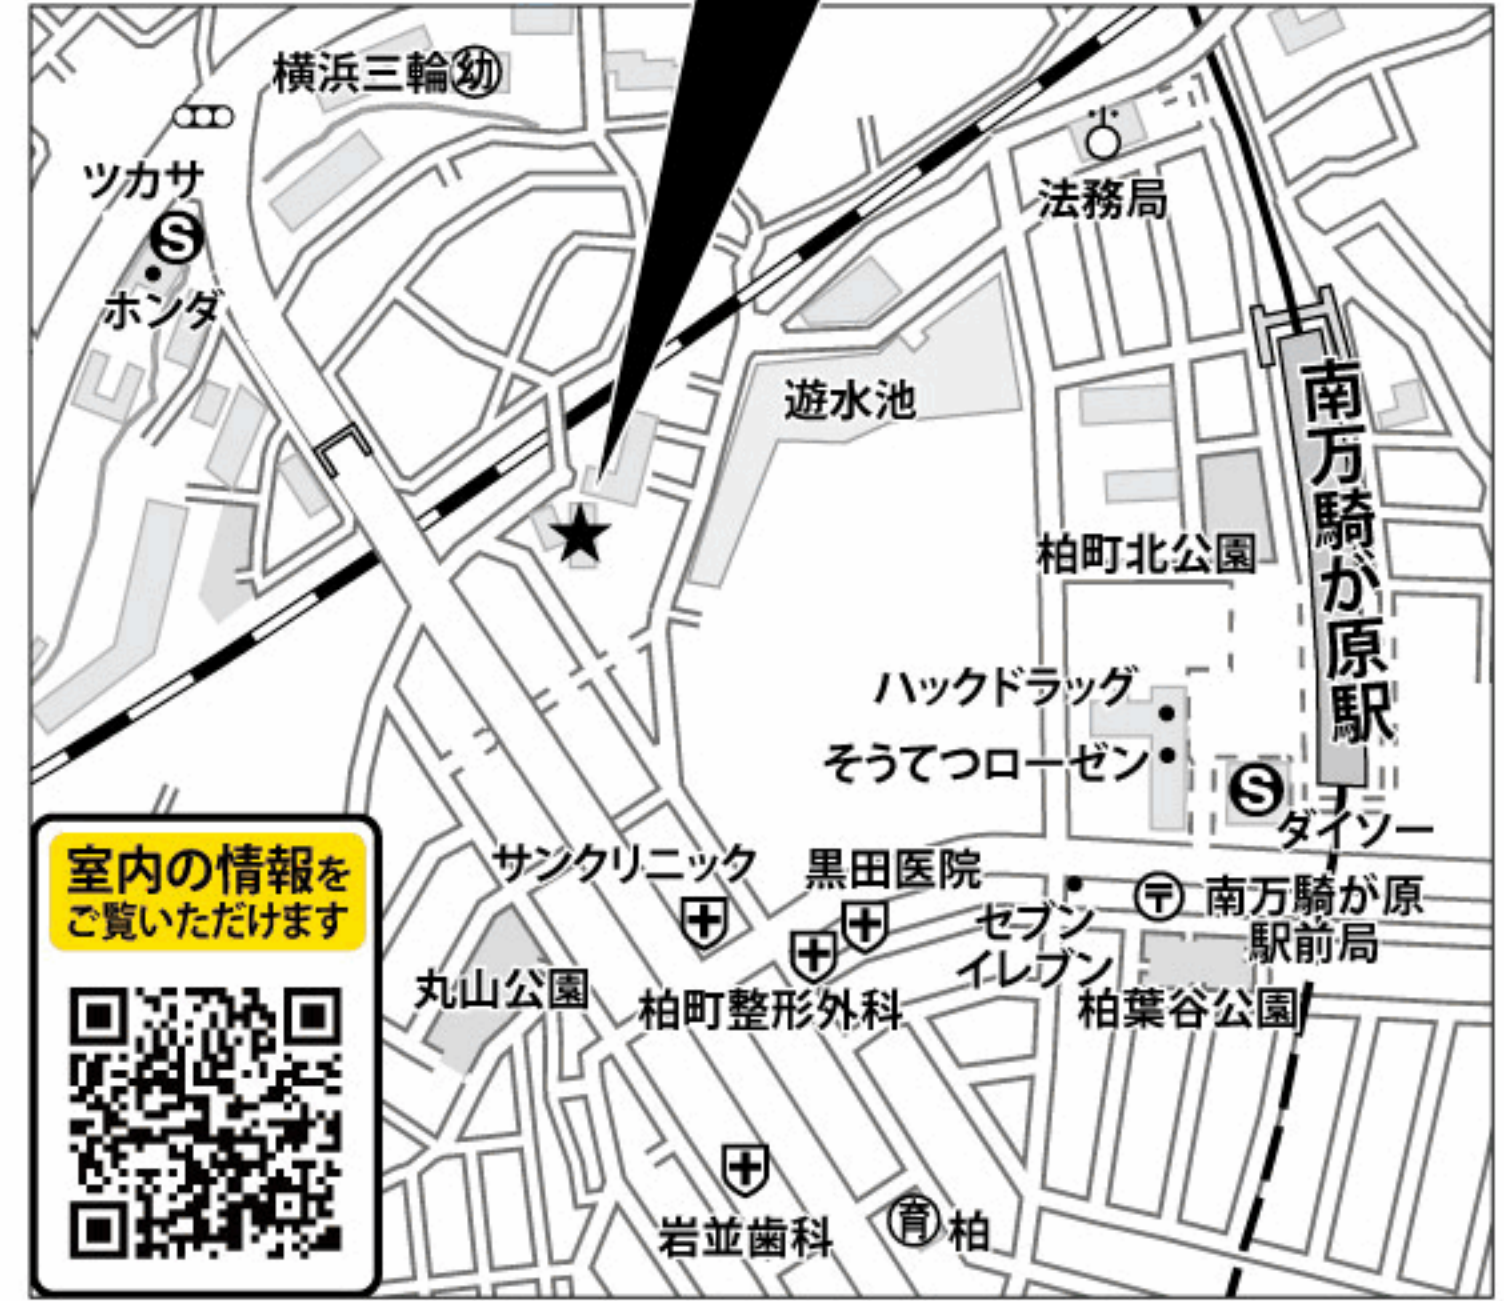 横浜三輪幼
ツカサ
S
ホンダ
法務局
遊水池
南万騎が原駅
柏町北公園
ハックドラッグ
そうてつローゼン
S
ダイソー
サンクリニック
黒田医院
セブン
イレブン
〒
南万騎が原
駅前局
柏町整形外科
柏葉谷公園
丸山公園
岩並歯科
育柏
室内の情報を
ご覧いただけます